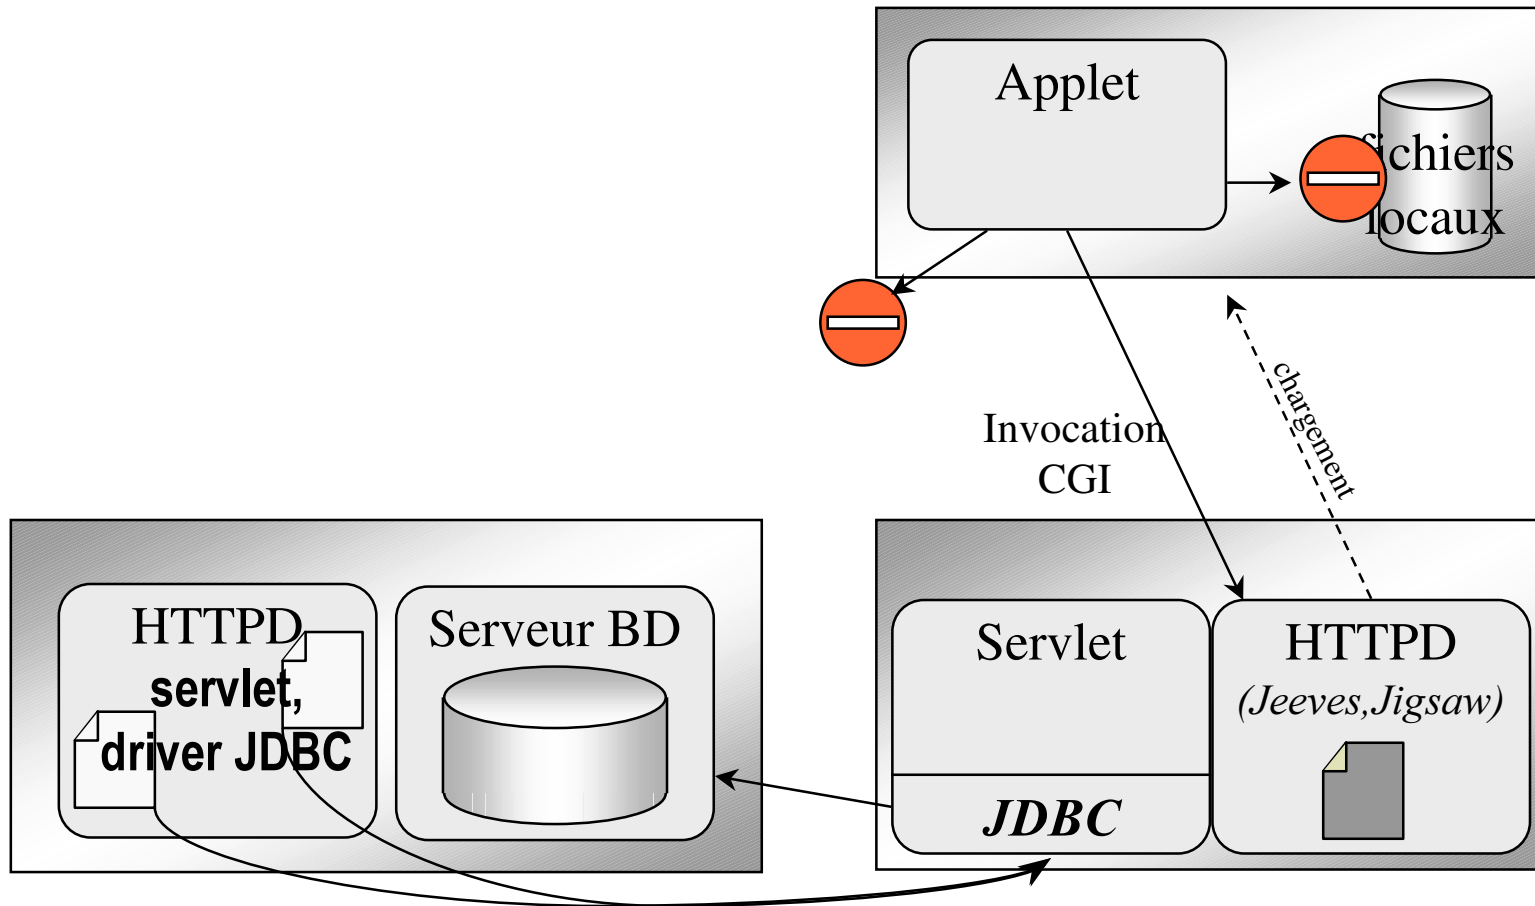 Applet
fichiers
locaux
chargement
Invocation
CGI
HTTPD
servlet,
driver JDBC
Serveur BD
Servlet
JDBC
HTTPD
(Jeeves,Jigsaw)